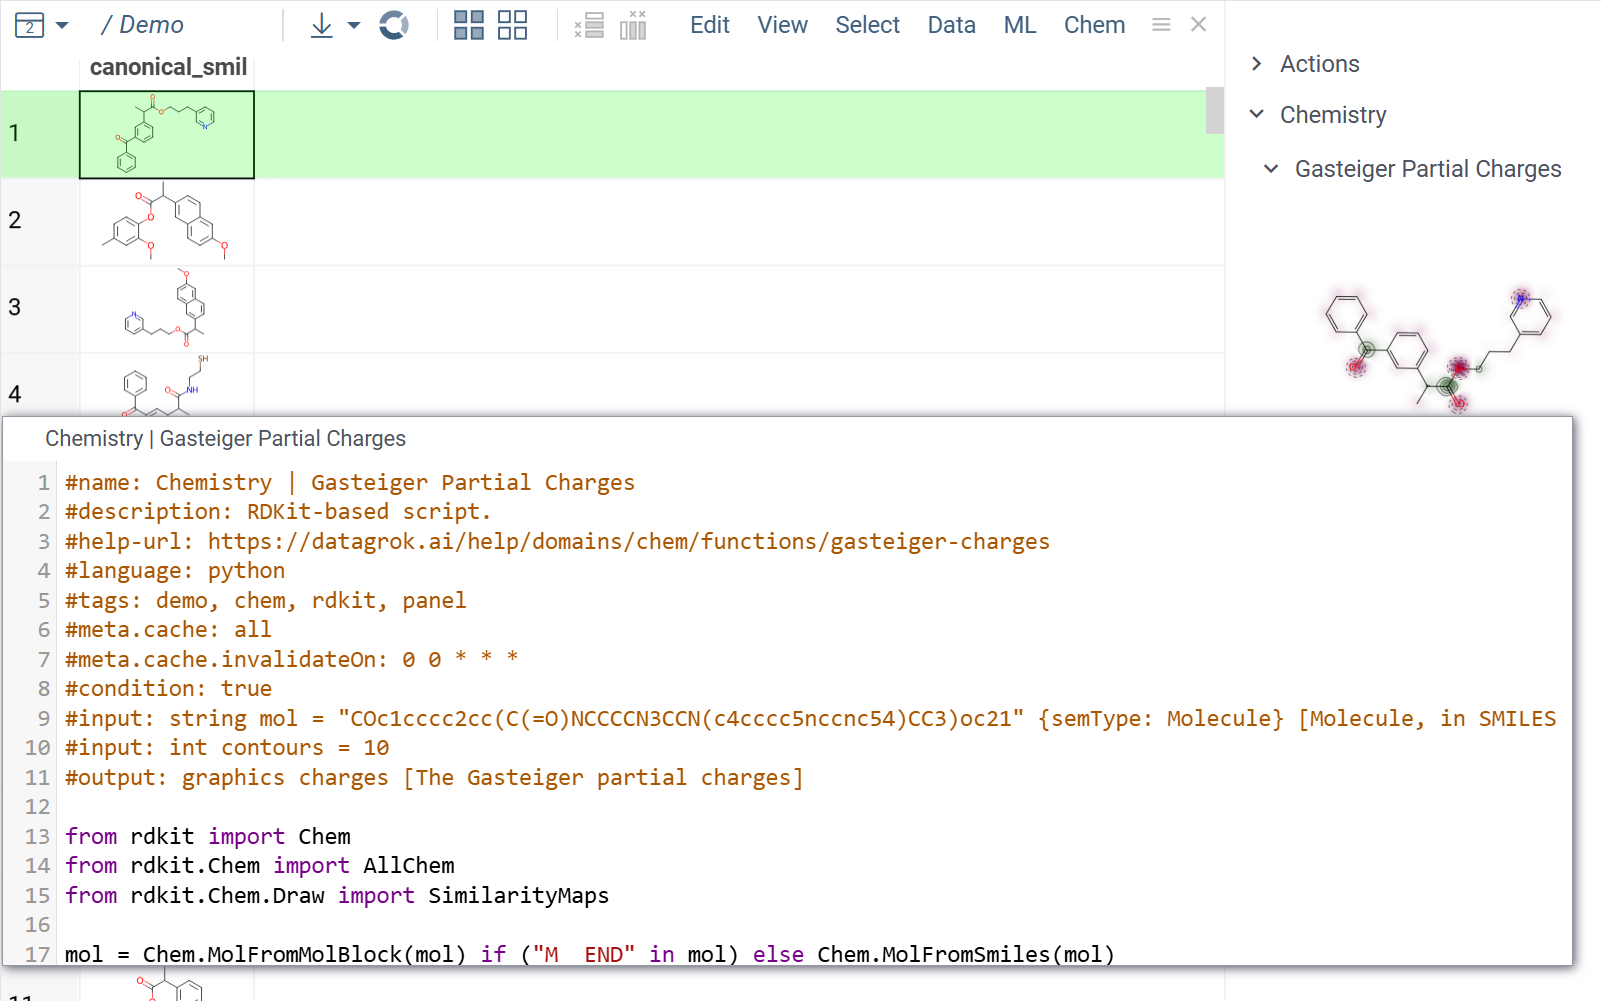 2 / Demo Edit View Select Data ML Chem
canonical_smil
1
2
3
4
SH
NH
O
Actions
Chemistry
Gasteiger Partial Charges
Chemistry | Gasteiger Partial Charges
1 #name: Chemistry | Gasteiger Partial Charges
2 #description: RDKit-based script.
3 #help-url: https://datagrok.ai/help/domains/chem/functions/gasteiger-charges
4 #language: python
5 #tags: demo, chem, rdkit, panel
6 #meta.cache: all
7 #meta.cache.invalidateOn: 0 0 * * *
8 #condition: true
9 #input: string mol = "COc1cccc2cc(C(=O)NCCCCN3CCN(c4cccc5nccnc54)CC3)oc21" {semType: Molecule} [Molecule, in SMILES
10 #input: int contours = 10
11 #output: graphics charges [The Gasteiger partial charges]
12
13 from rdkit import Chem
14 from rdkit.Chem import AllChem
15 from rdkit.Chem.Draw import SimilarityMaps
16
17 mol = Chem.MolFromMolBlock(mol) if ("M  END" in mol) else Chem.MolFromSmiles(mol)
11